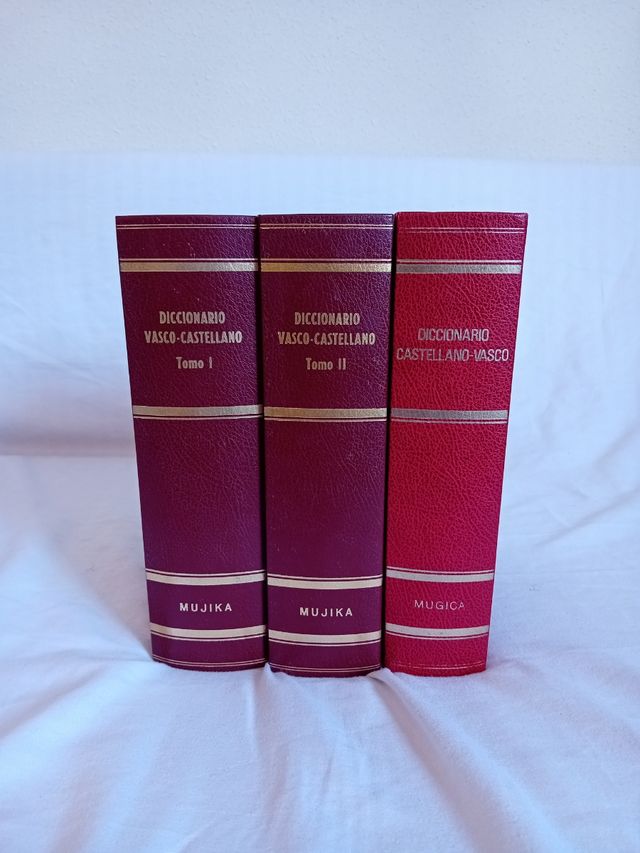 DICCIONARIO
VASCO-CASTELLANO
Tomo I
MUJIKA
DICCIONARIO
VASCO-CASTELLANO
Tomo II
MUJIKA
DICCIONARIO
CASTELLANO-VASCO
MUGICA